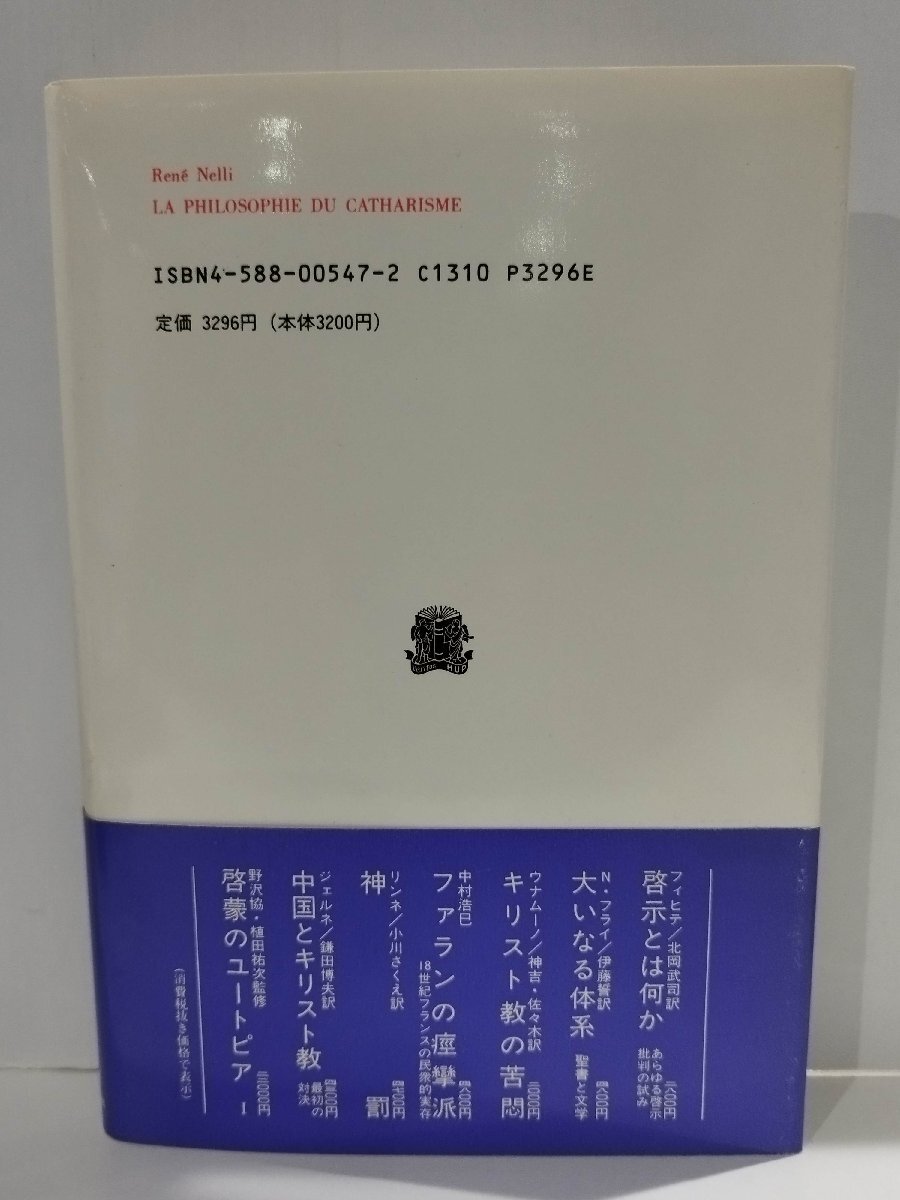 René Nelli
LA PHILOSOPHIE DU CATHARISME
ISBN4-588-00547-2 C1310 P3296E
定価 3296円（本体3200円）
HUP
フィヒテ／北岡武司訳
啓示とは何か
あらゆる啓示
批判の試み
N・フライ／伊藤誓訳
大いなる体系
聖書と文学
ウナムーノ／神吉・佐々木訳
キリスト教の苦悶
中村浩巳
ファランの痙攣派
18世紀フランスの民衆的実存
リンネ／小川さくえ訳
神罰
ジェルネ／鎌田博夫訳
中国とキリスト教
最初の
対決
野沢協・植田祐次監修
啓蒙のユートピア I
（消費税抜き価格で表示）